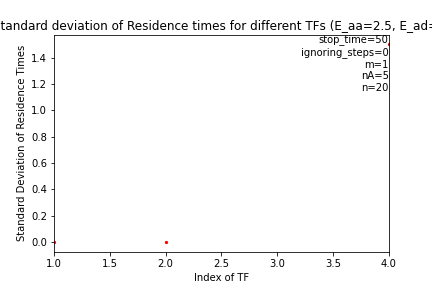 tandard deviation of Residence times for different TFs (E_aa=2.5, E_ad=
stop_time=50
ignoring_steps=0
m=1
nA=5
n=20
Standard Deviation of Residence Times
1.4
1.2
1.0
0.8
0.6
0.4
0.2
0.0
1.0 1.5 2.0 2.5 3.0 3.5 4.0
Index of TF